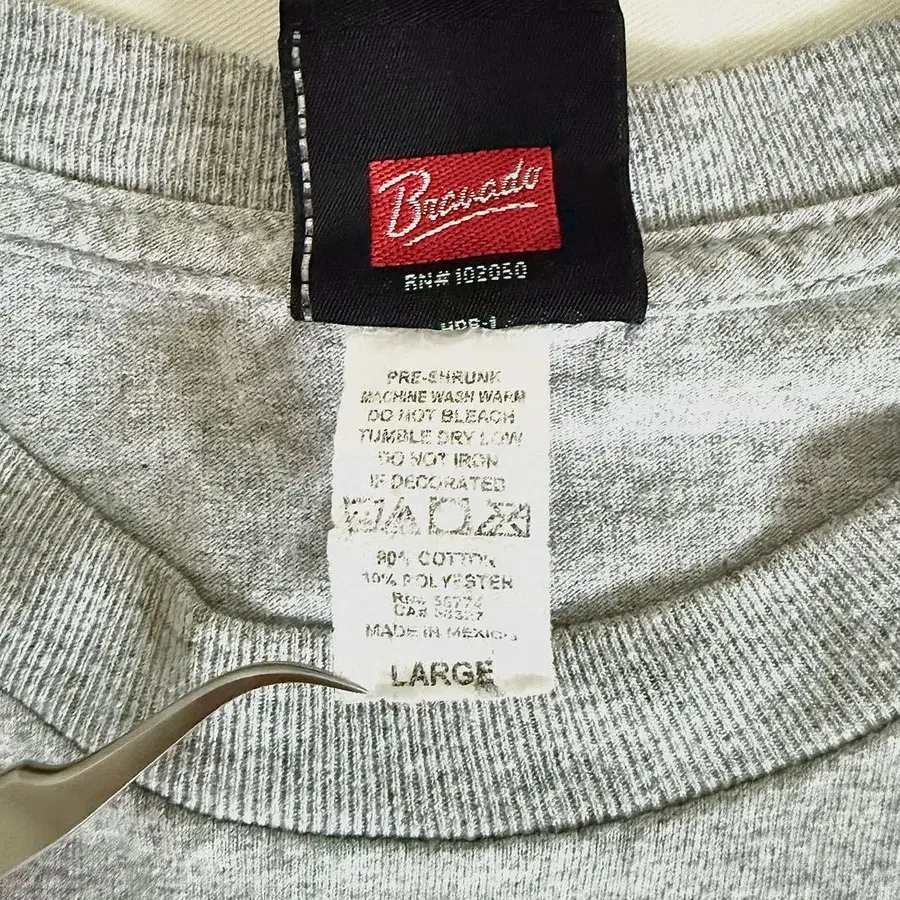 Bravado
RN# 102050
PRE-SHRUNK
MACHINE WASH WARM
DO NOT BLEACH
TUMBLE DRY LOW
DO NOT IRON
IF DECORATED
90% COTTON
10% POLYESTER
MADE IN MEXICO
LARGE